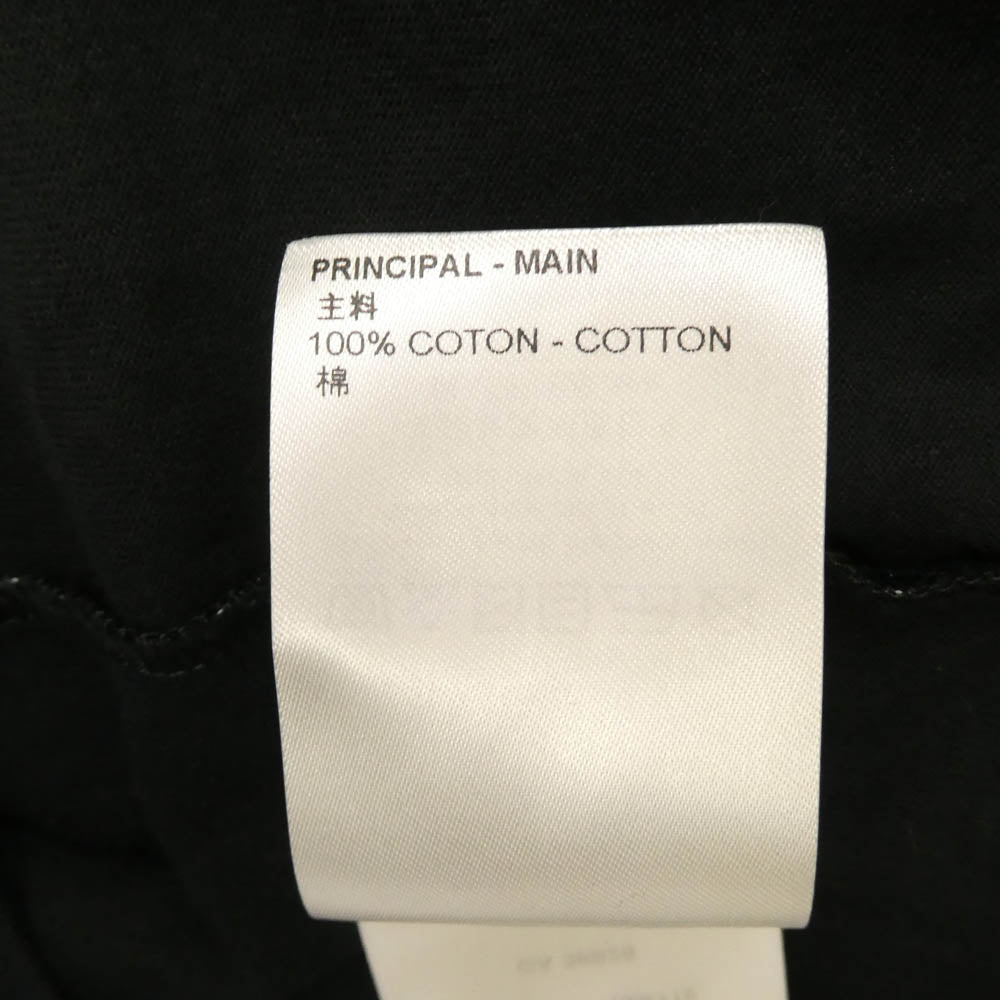 PRINCIPAL - MAIN
主料
100% COTON - COTTON
棉